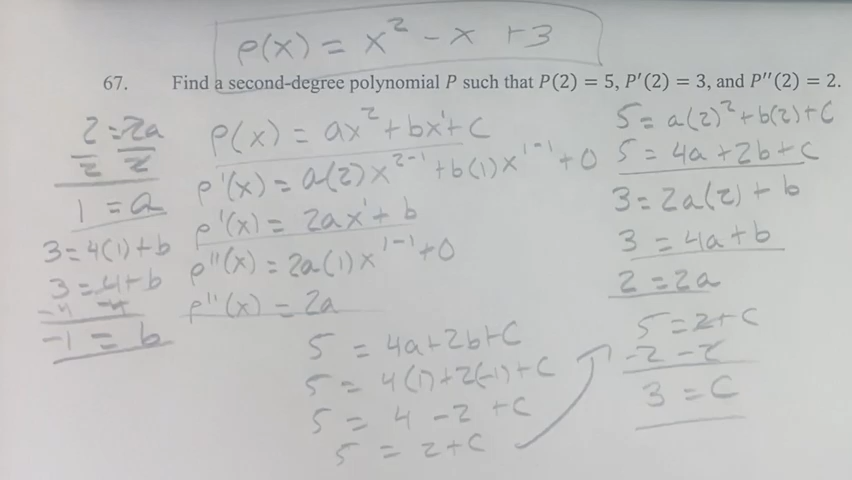 P(x) = x² - x + 3
67. Find a second-degree polynomial P such that P(2) = 5, P′(2) = 3, and P″(2) = 2.
2 = 2a
2 2
1 = a
3 = 4(1) + b
3 = 4 + b
-4 -4
-1 = b
P(x) = ax² + bx¹ + c
P'(x) = a(2)x²⁻¹ + b(1)x¹⁻¹ + 0
P'(x) = 2ax¹ + b
P''(x) = 2a(1)x¹⁻¹ + 0
P''(x) = 2a
5 = 4a + 2b + c
5 = 4(1) + 2(-1) + c
5 = 4 - 2 + c
5 = 2 + c
5 = a(2)² + b(2) + c
5 = 4a + 2b + c
3 = 2a(2) + b
3 = 4a + b
2 = 2a
5 = 2 + c
-2 -2
3 = c